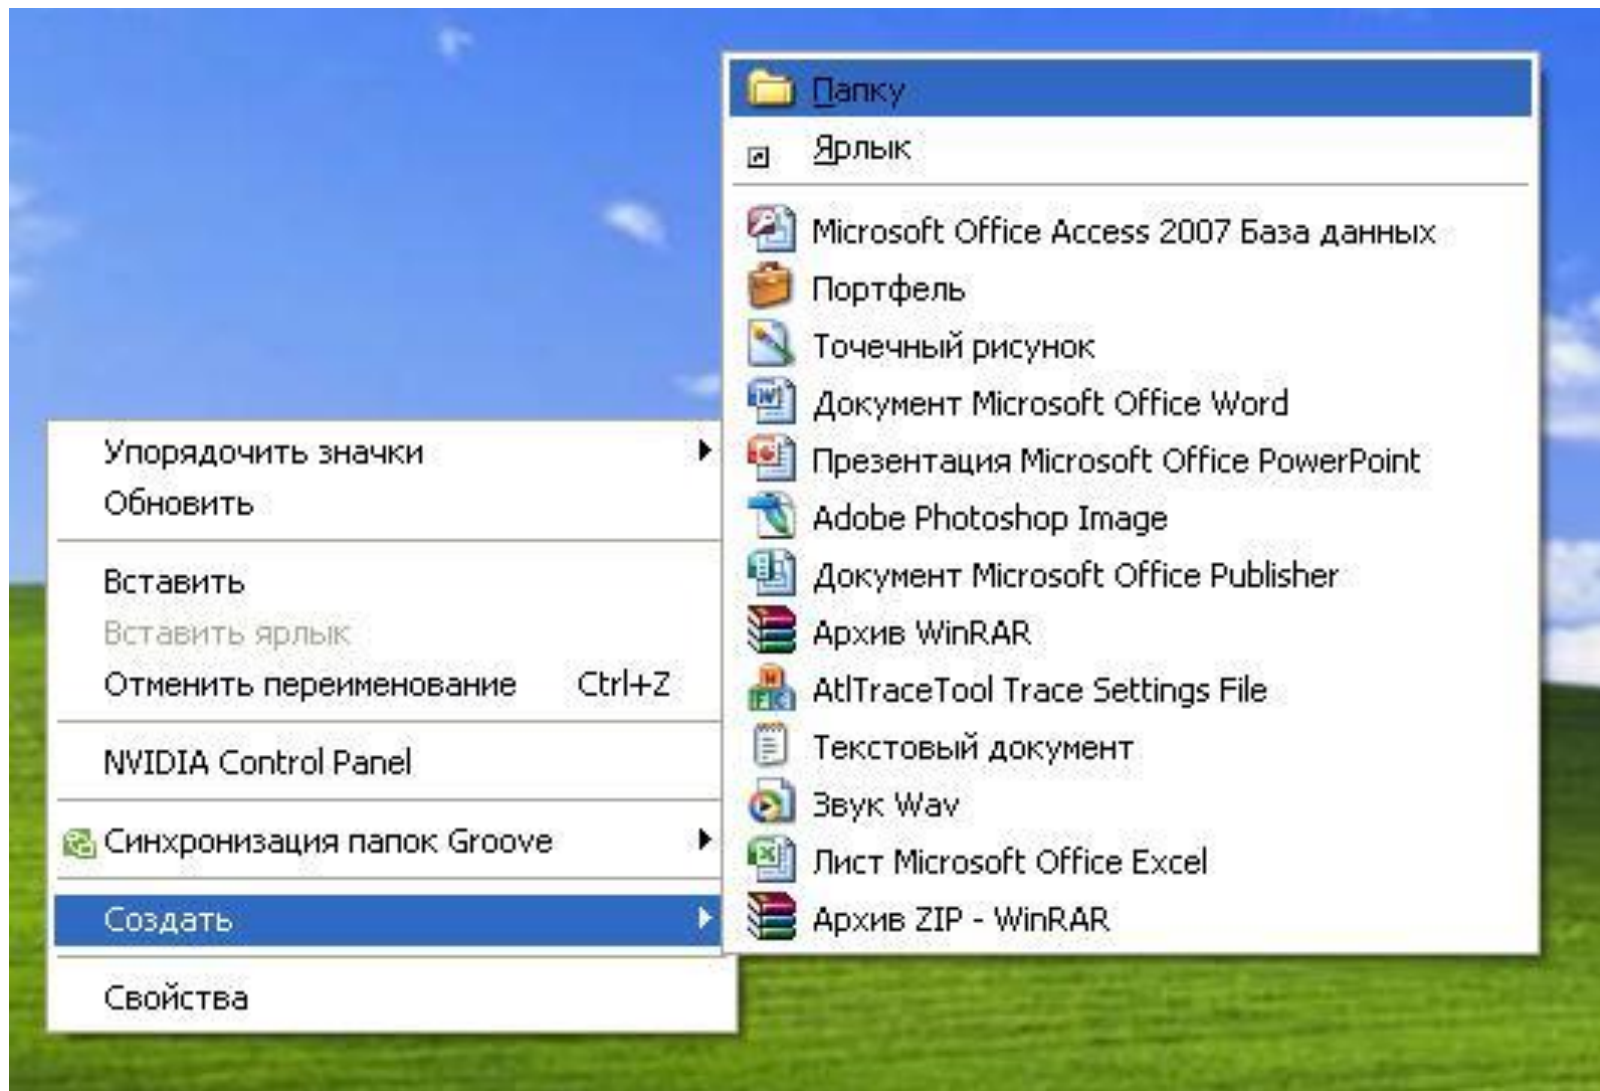 Упорядочить значки
Обновить
Вставить
Вставить ярлык
Отменить переименование Ctrl+Z
NVIDIA Control Panel
Синхронизация папок Groove
Создать
Свойства
Папку
Ярлык
Microsoft Office Access 2007 База данных
Портфель
Точечный рисунок
Документ Microsoft Office Word
Презентация Microsoft Office PowerPoint
Adobe Photoshop Image
Документ Microsoft Office Publisher
Архив WinRAR
AtlTraceTool Trace Settings File
Текстовый документ
Звук Wav
Лист Microsoft Office Excel
Архив ZIP - WinRAR